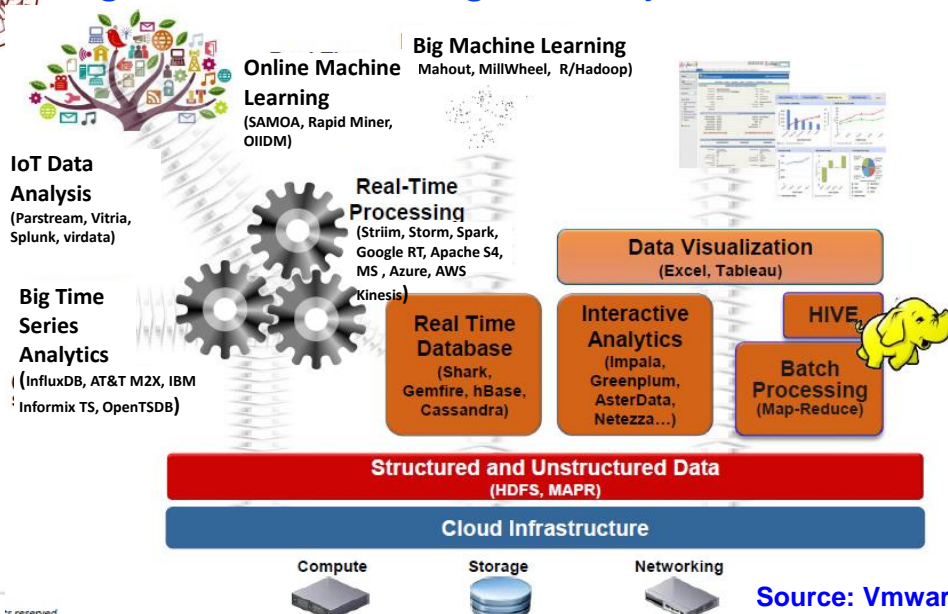 Big Machine Learning
Mahout, MillWheel, R/Hadoop)
Online Machine
Learning
(SAMOA, Rapid Miner,
OIIDM)
IoT Data
Analysis
(Parstream, Vitria,
Splunk, virdata)
Real-Time
Processing
(Striim, Storm, Spark,
Google RT, Apache S4,
MS , Azure, AWS
Kinesis)
Big Time
Series
Analytics
(InfluxDB, AT&T M2X, IBM
Informix TS, OpenTSDB)
Data Visualization
(Excel, Tableau)
Real Time
Database
(Shark,
Gemfire, hBase,
Cassandra)
Interactive
Analytics
(Impala,
Greenplum,
AsterData,
Netezza...)
HIVE
Batch
Processing
(Map-Reduce)
Structured and Unstructured Data
(HDFS, MAPR)
Cloud Infrastructure
Compute
Storage
Networking
Source: Vmwar
reserved